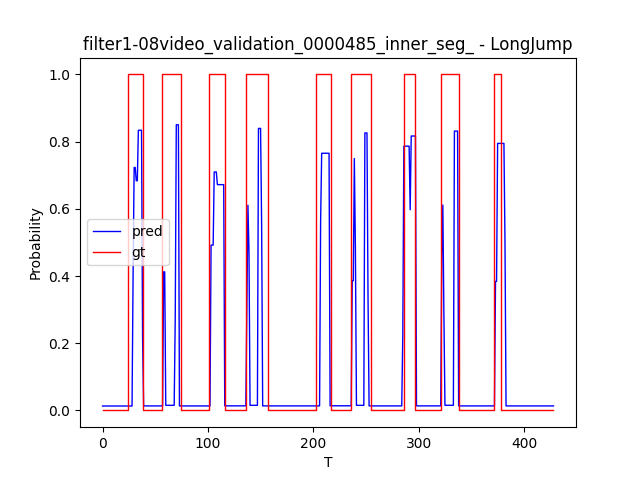 filter1-08video_validation_0000485_inner_seg_ - LongJump
1.0
0.8
0.6
0.4
0.2
0.0
Probability
pred
gt
0 100 200 300 400
T